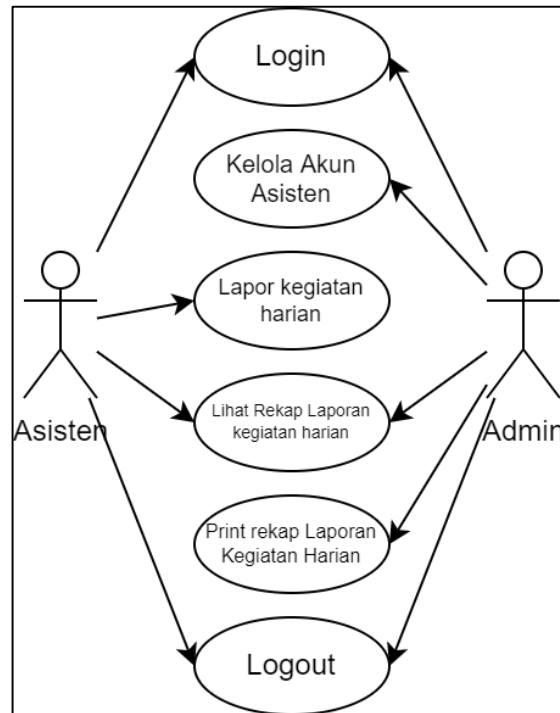 Login
Kelola Akun
Asisten
Lapor kegiatan
harian
Lihat Rekap Laporan
kegiatan harian
Asisten
Admin
Print rekap Laporan
Kegiatan Harian
Logout